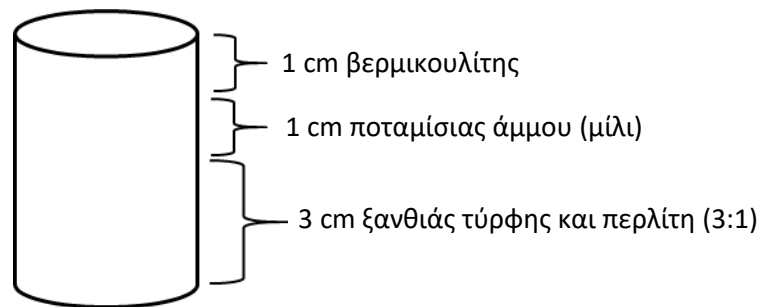 1 cm βερμικουλίτης
1 cm ποταμίσιας άμμου (μίλι)
3 cm ξανθιάς τύρφης και περλίτη (3:1)